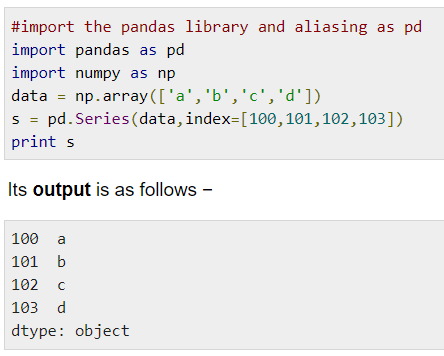 #import the pandas library and aliasing as pd
import pandas as pd
import numpy as np
data = np.array(['a','b','c','d'])
s = pd.Series(data,index=[100,101,102,103])
print s
Its output is as follows −
100  a
101  b
102  c
103  d
dtype: object